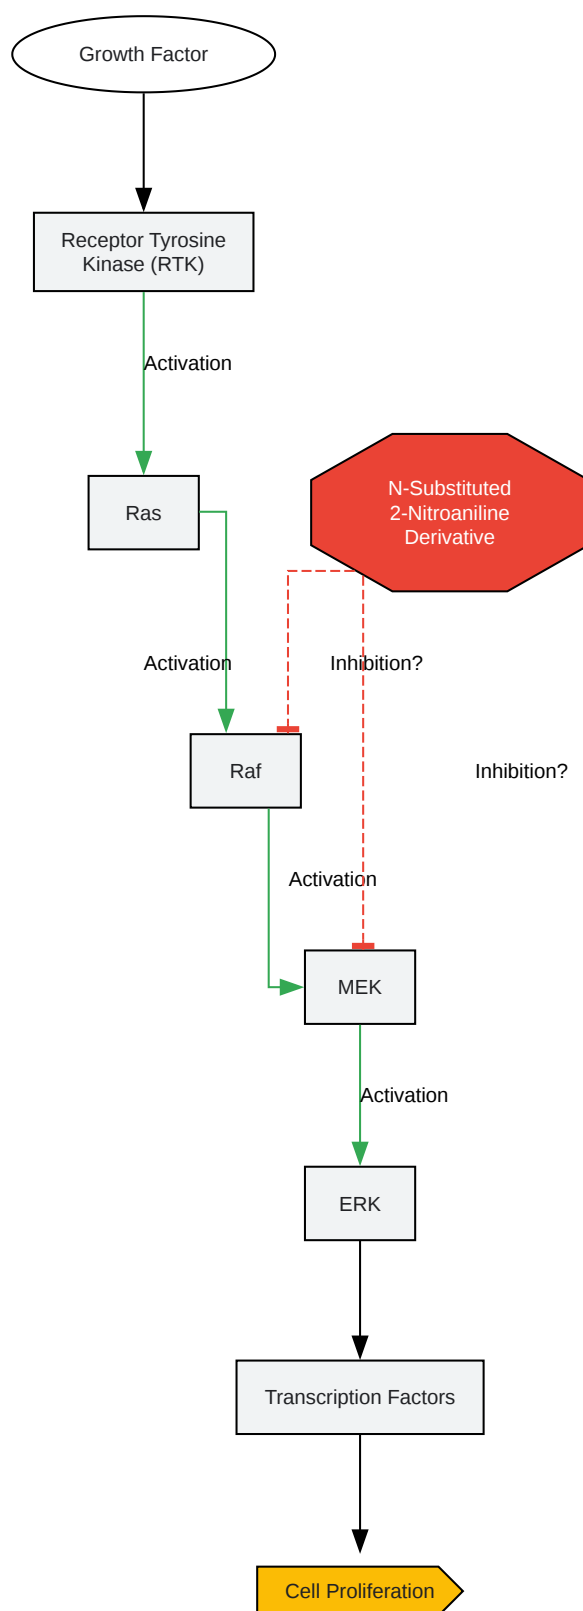 Growth Factor
Receptor Tyrosine
Kinase (RTK)
Activation
Ras
N-Substituted
2-Nitroaniline
Derivative
Activation
Inhibition?
Raf
Inhibition?
Activation
MEK
Activation
ERK
Transcription Factors
Cell Proliferation